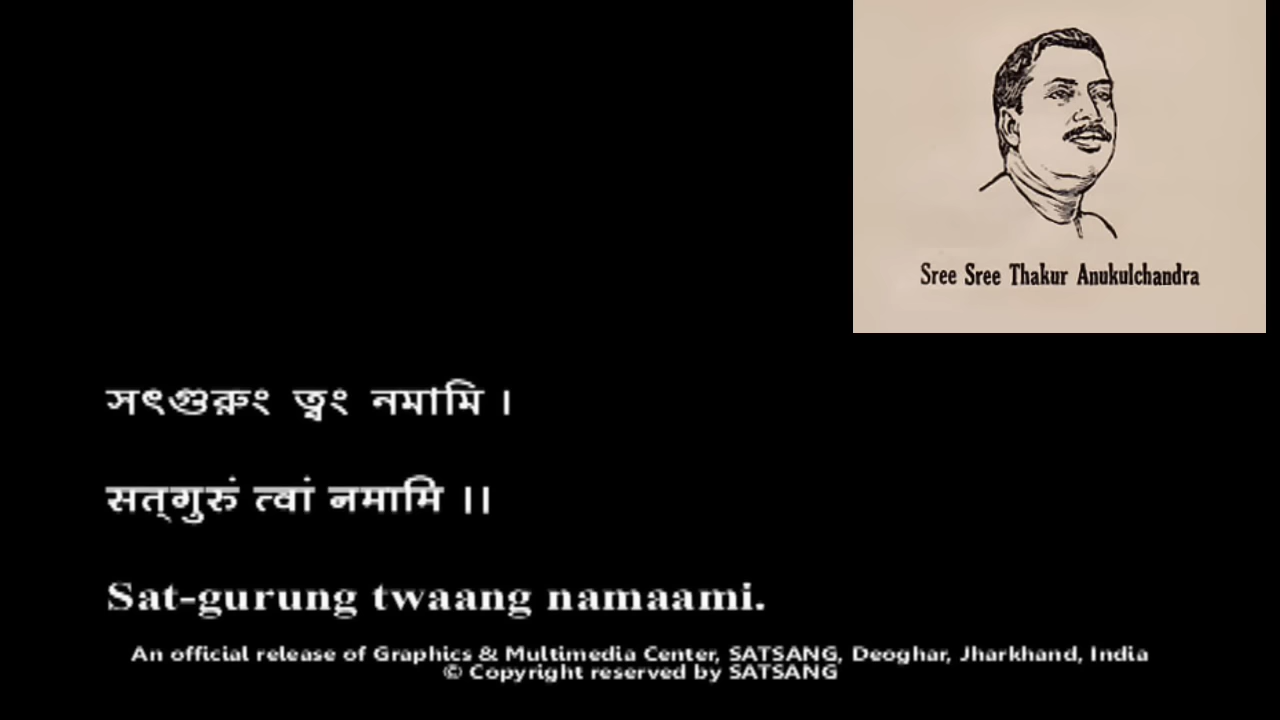 Sree Sree Thakur Anukulchandra
সৎগুরুং ত্বং নমামি ।
सत्‌गुरुं त्वां नमामि ।।
Sat-gurung twaang namaami.
An official release of Graphics & Multimedia Center, SATSANG, Deoghar, Jharkhand, India
© Copyright reserved by SATSANG